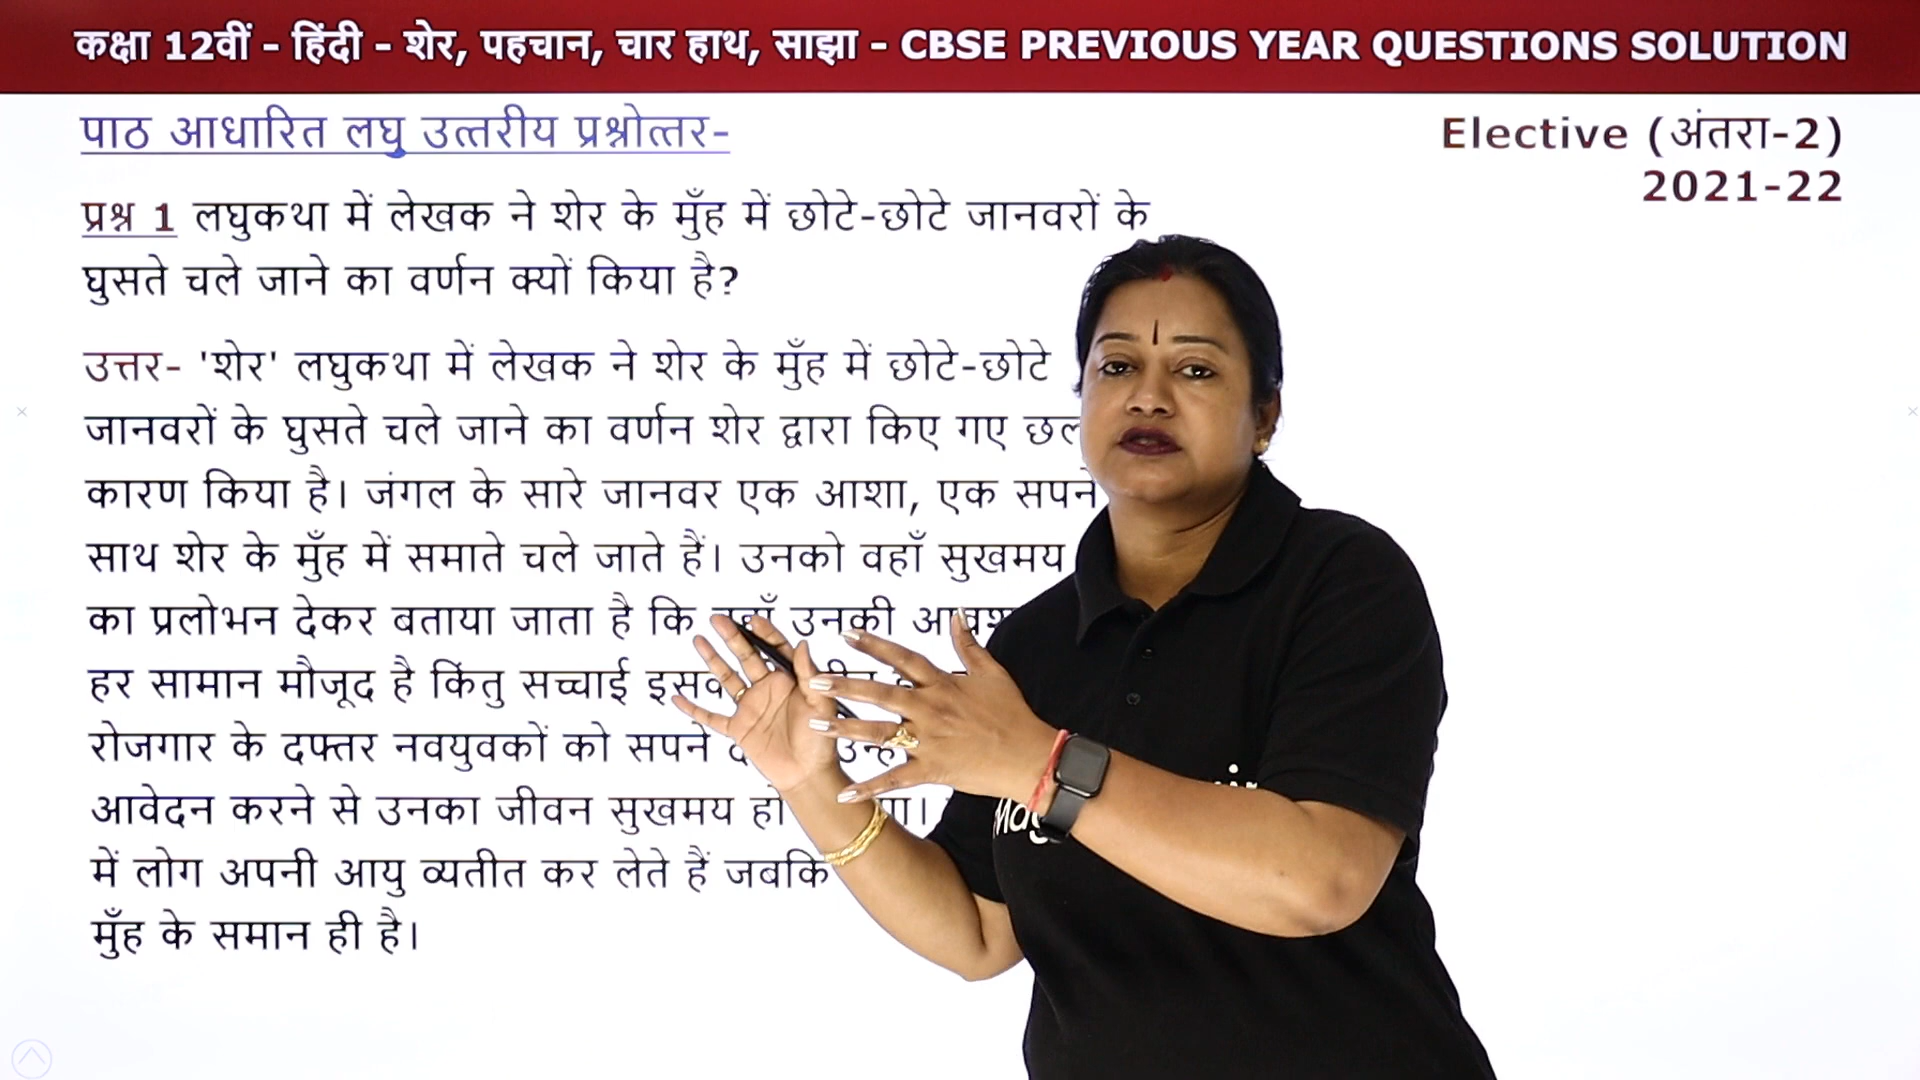 कक्षा 12वीं - हिंदी - शेर, पहचान, चार हाथ, साझा - CBSE PREVIOUS YEAR QUESTIONS SOLUTION
पाठ आधारित लघु उत्तरीय प्रश्नोत्तर-
Elective (अंतरा-2)
2021-22
प्रश्न 1 लघुकथा में लेखक ने शेर के मुँह में छोटे-छोटे जानवरों के
घुसते चले जाने का वर्णन क्यों किया है?
उत्तर- 'शेर' लघुकथा में लेखक ने शेर के मुँह में छोटे-छोटे
जानवरों के घुसते चले जाने का वर्णन शेर द्वारा किए गए छल
कारण किया है। जंगल के सारे जानवर एक आशा, एक सपने
साथ शेर के मुँह में समाते चले जाते हैं। उनको वहाँ सुखमय
का प्रलोभन देकर बताया जाता है कि उनकी
हर सामान मौजूद है किंतु सच्चाई
रोजगार के दफ्तर नवयुवकों को सपने
आवेदन करने से उनका जीवन सुखमय हो
में लोग अपनी आयु व्यतीत कर लेते हैं जबकि
मुँह के समान ही है।